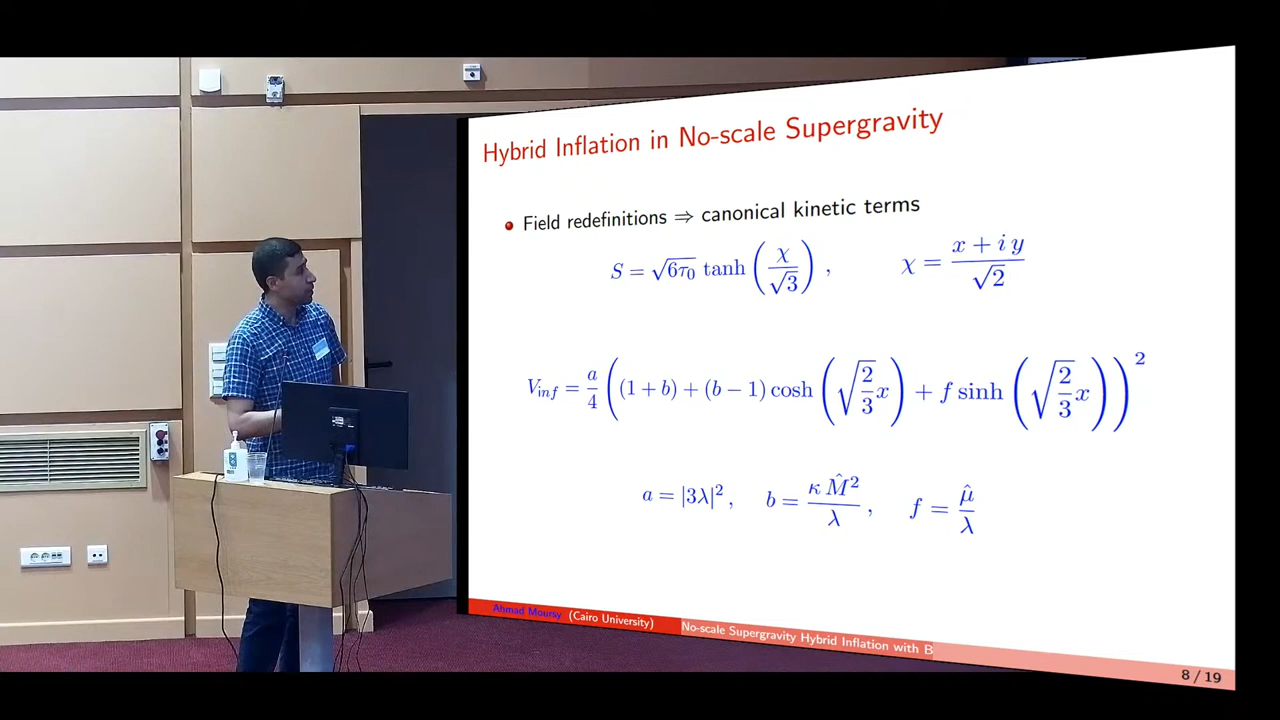 Hybrid Inflation in No-scale Supergravity
Field redefinitions ⇒ canonical kinetic terms
S = √6τ₀ tanh (χ/√3) , χ = (x + i y)/√2
V_inf = a/4 ((1 + b) + (b − 1) cosh (√(2/3) x) + f sinh (√(2/3) x))²
a = |3λ|² , b = κ M̂²/λ , f = μ̂/λ
Ahmad Moursy (Cairo University) No-scale Supergravity Hybrid Inflation with B
8 / 19